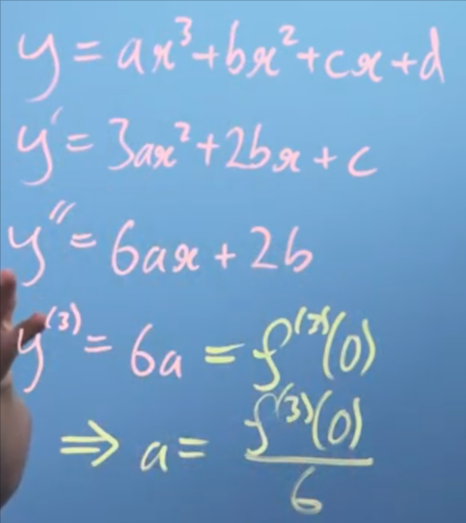 y = ax³ + bx² + cx + d
y' = 3ax² + 2bx + c
y'' = 6ax + 2b
y⁽³⁾ = 6a = f⁽³⁾(0)
⇒ a = f⁽³⁾(0) / 6